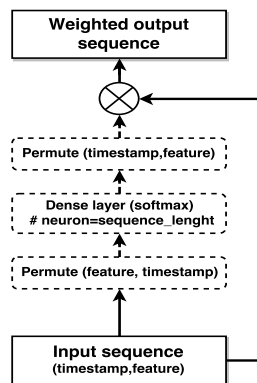 Weighted output
sequence
Permute (timestamp,feature)
Dense layer (softmax)
# neuron=sequence_lenght
Permute (feature, timestamp)
Input sequence
(timestamp,feature)